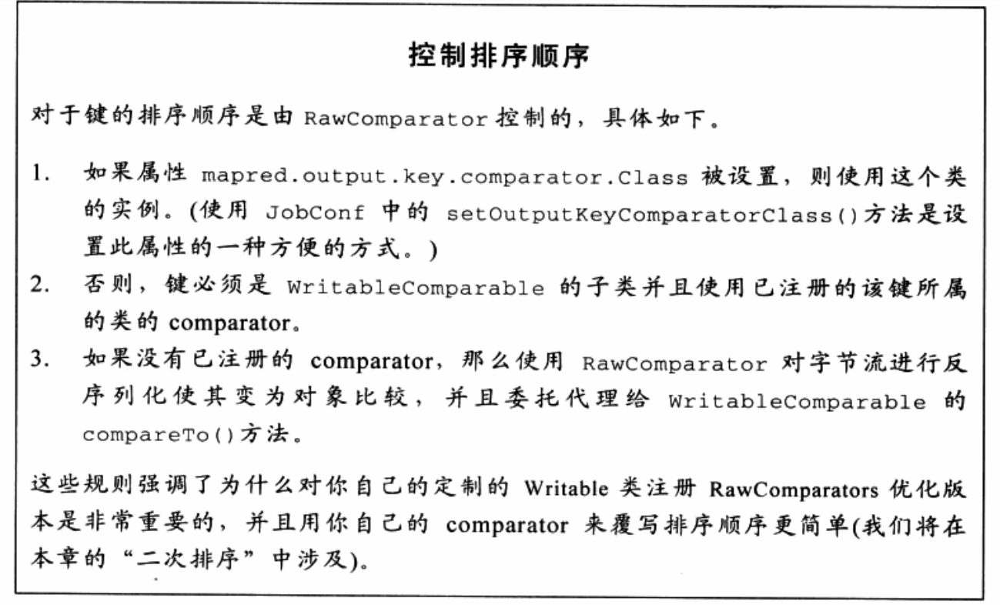 控制排序顺序
对于键的排序顺序是由 RawComparator 控制的，具体如下。
1. 如果属性 mapred.output.key.comparator.Class 被设置，则使用这个类
的实例。(使用 JobConf 中的 setOutputKeyComparatorClass()方法是设
置此属性的一种方便的方式。)
2. 否则，键必须是 WritableComparable 的子类并且使用已注册的该键所属
的类的 comparator。
3. 如果没有已注册的 comparator，那么使用 RawComparator 对字节流进行反
序列化使其变为对象比较，并且委托代理给 WritableComparable 的
compareTo()方法。
这些规则强调了为什么对你自己的定制的 Writable 类注册 RawComparators 优化版
本是非常重要的，并且用你自己的 comparator 来覆写排序顺序更简单(我们将在
本章的“二次排序”中涉及)。